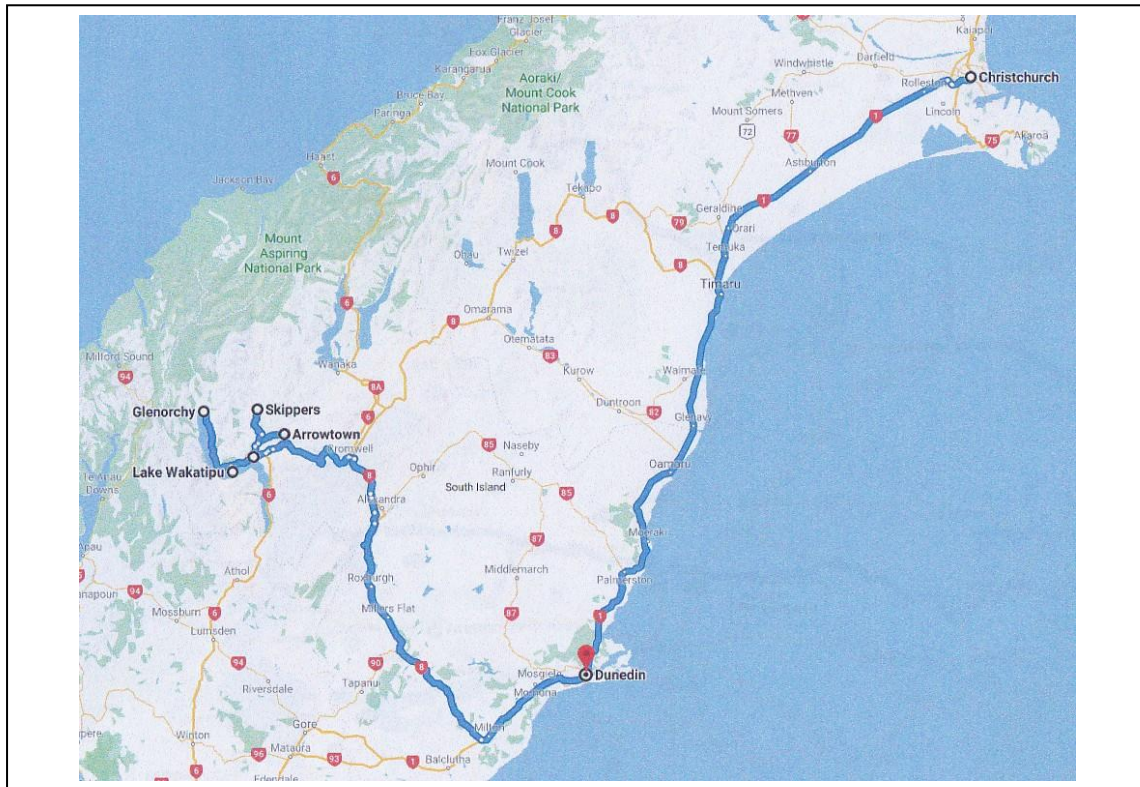 Franz Josef
Glacier
Kaiapoi
Fox Glacier
Karangarua
Windwhistle
Darfield
Aoraki/
Mount Cook
National Park
Christchurch
Rolleston
Bruce Bay
Methven
Lincoln
Paringa
Mount Somers
1
72
77
75
Akaroa
Haast
Mount Cook
Ashburton
6
Jackson Bay
Tekapo
1
Geraldine
8
79
Orari
Mount
Aspiring
National Park
8
Temuka
Ohau
Twizel
8
Timaru
6
Omarama
8
Otematata
Milford Sound
83
Wanaka
Kurow
Waimate
94
8A
Duntroon
82
Glenorchy
Skippers
6
Glenavy
Arrowtown
Naseby
85
Cromwell
Lake Wakatipu
Ophir
Ranfurly
Oamaru
Te Anau
Downs
8
South Island
85
6
Alexandra
Moeraki
87
Roxburgh
Middlemarch
Palmerston
Athol
94
94
Millers Flat
Mossburn
6
87
1
Lumsden
94
90
8
Mosgiel
Dunedin
Riversdale
Tapanui
Momona
Gore
Milton
Winton
96
Mataura
93
1
Balclutha
6
Edendale